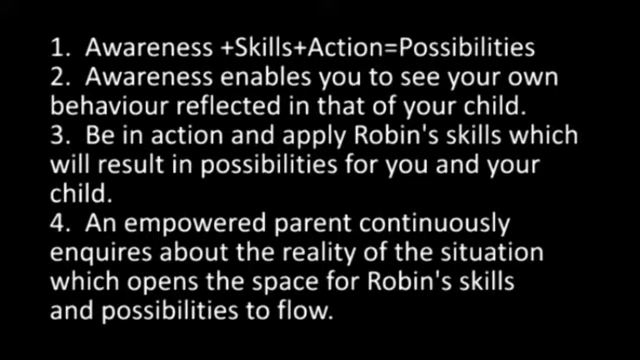 1. Awareness +Skills+Action=Possibilities
2. Awareness enables you to see your own
behaviour reflected in that of your child.
3. Be in action and apply Robin's skills which
will result in possibilities for you and your
child.
4. An empowered parent continuously
enquires about the reality of the situation
which opens the space for Robin's skills
and possibilities to flow.